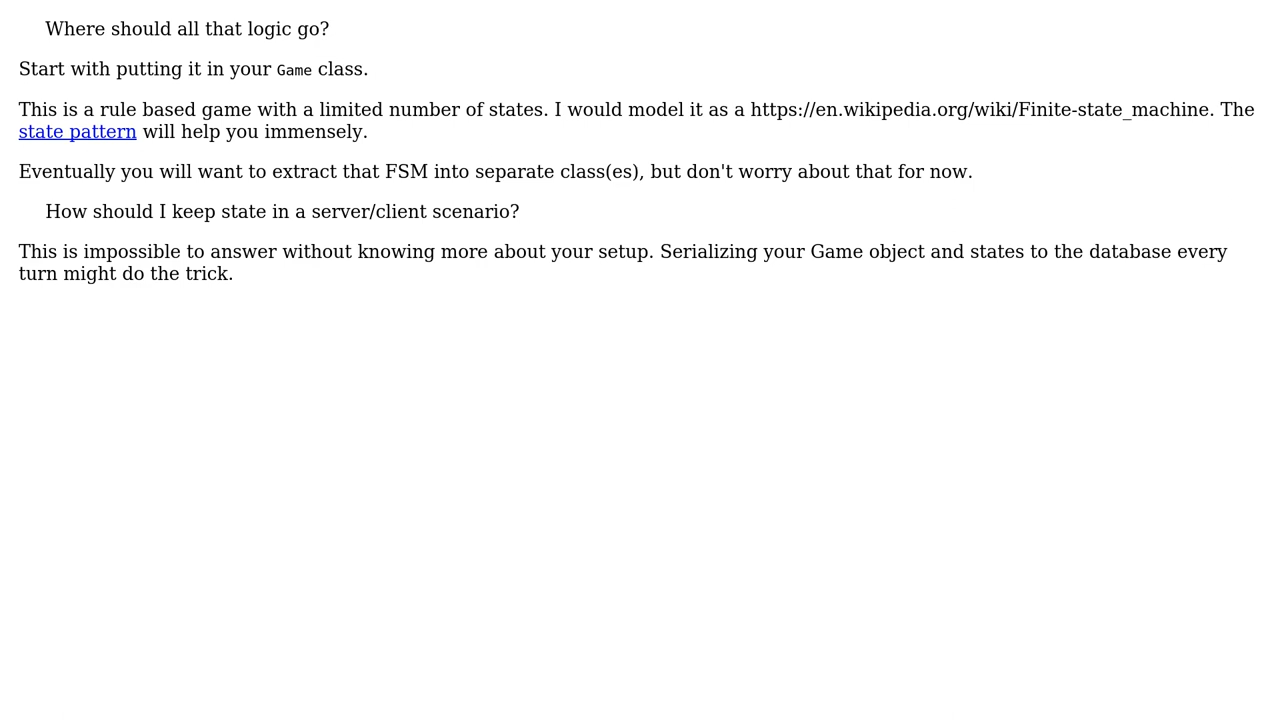 Where should all that logic go?
Start with putting it in your Game class.
This is a rule based game with a limited number of states. I would model it as a https://en.wikipedia.org/wiki/Finite-state_machine. The
state pattern will help you immensely.
Eventually you will want to extract that FSM into separate class(es), but don't worry about that for now.
How should I keep state in a server/client scenario?
This is impossible to answer without knowing more about your setup. Serializing your Game object and states to the database every
turn might do the trick.